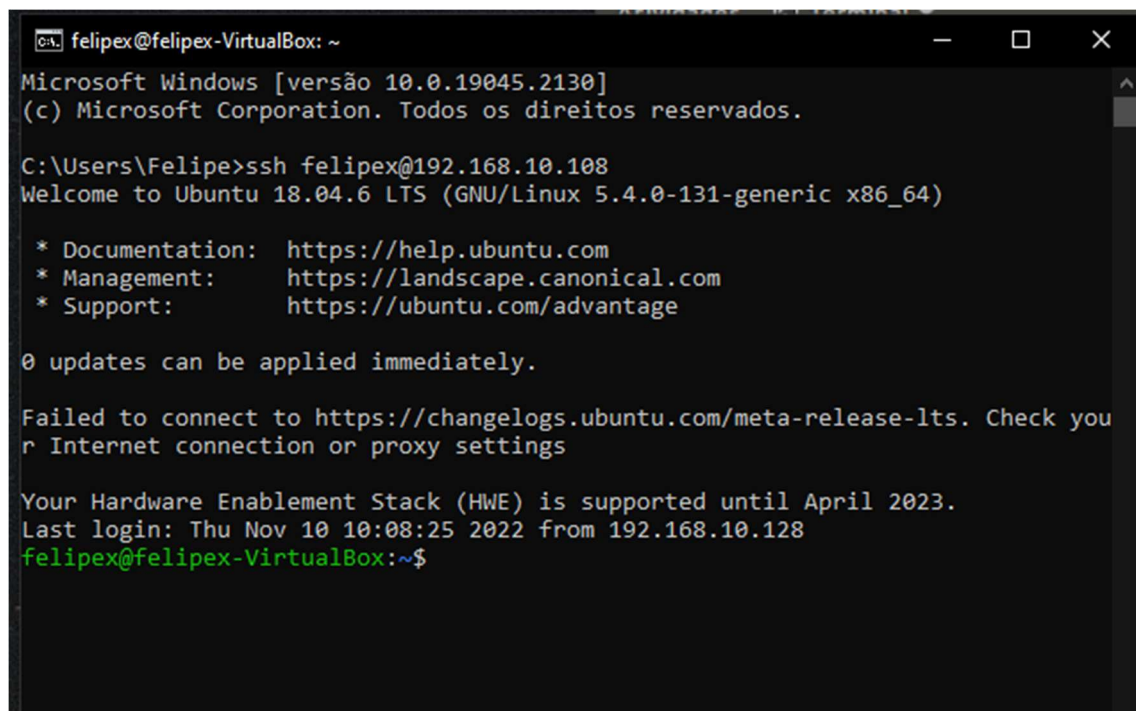 felipex@felipex-VirtualBox: ~
Microsoft Windows [versão 10.0.19045.2130]
(c) Microsoft Corporation. Todos os direitos reservados.
C:\Users\Felipe>ssh felipex@192.168.10.108
Welcome to Ubuntu 18.04.6 LTS (GNU/Linux 5.4.0-131-generic x86_64)
* Documentation:  https://help.ubuntu.com
* Management:     https://landscape.canonical.com
* Support:        https://ubuntu.com/advantage
0 updates can be applied immediately.
Failed to connect to https://changelogs.ubuntu.com/meta-release-lts. Check you
r Internet connection or proxy settings
Your Hardware Enablement Stack (HWE) is supported until April 2023.
Last login: Thu Nov 10 10:08:25 2022 from 192.168.10.128
felipex@felipex-VirtualBox:~$